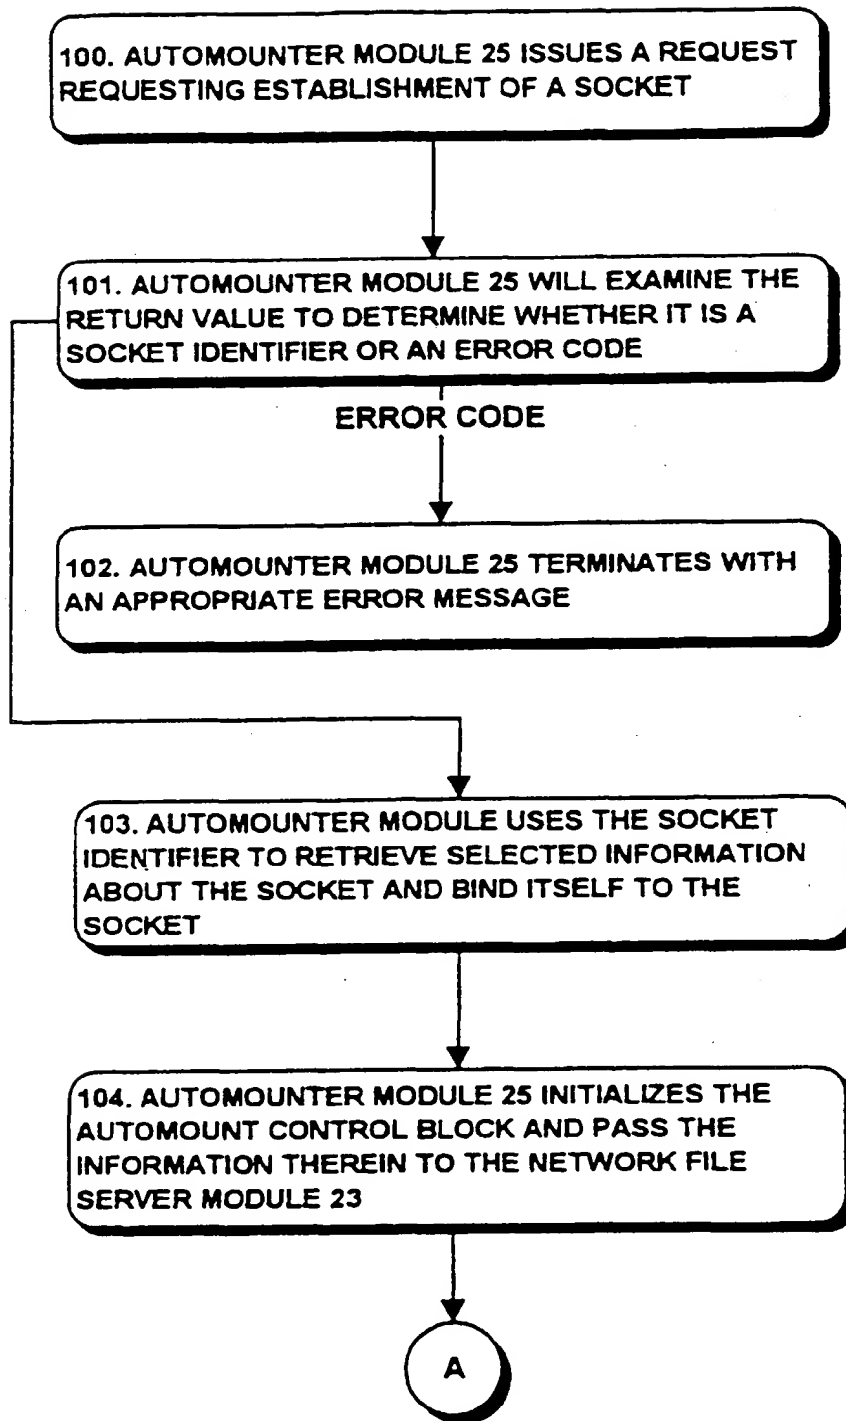 100. AUTOMOUNTER MODULE 25 ISSUES A REQUEST
REQUESTING ESTABLISHMENT OF A SOCKET
101. AUTOMOUNTER MODULE 25 WILL EXAMINE THE
RETURN VALUE TO DETERMINE WHETHER IT IS A
SOCKET IDENTIFIER OR AN ERROR CODE
ERROR CODE
102. AUTOMOUNTER MODULE 25 TERMINATES WITH
AN APPROPRIATE ERROR MESSAGE
103. AUTOMOUNTER MODULE USES THE SOCKET
IDENTIFIER TO RETRIEVE SELECTED INFORMATION
ABOUT THE SOCKET AND BIND ITSELF TO THE
SOCKET
104. AUTOMOUNTER MODULE 25 INITIALIZES THE
AUTOMOUNT CONTROL BLOCK AND PASS THE
INFORMATION THEREIN TO THE NETWORK FILE
SERVER MODULE 23
A